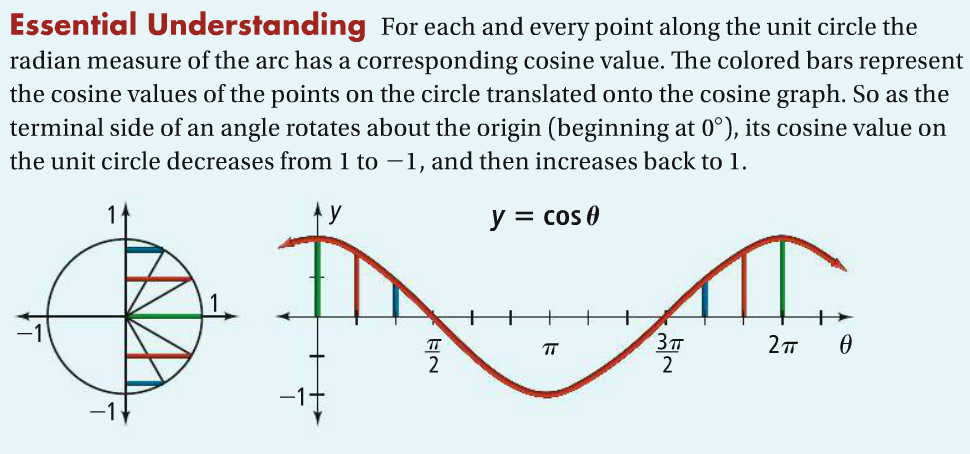 Essential Understanding For each and every point along the unit circle the
radian measure of the arc has a corresponding cosine value. The colored bars represent
the cosine values of the points on the circle translated onto the cosine graph. So as the
terminal side of an angle rotates about the origin (beginning at 0°), its cosine value on
the unit circle decreases from 1 to −1, and then increases back to 1.
1
−1
1
−1
y
y = cos θ
π/2
π
3π/2
2π
θ
−1